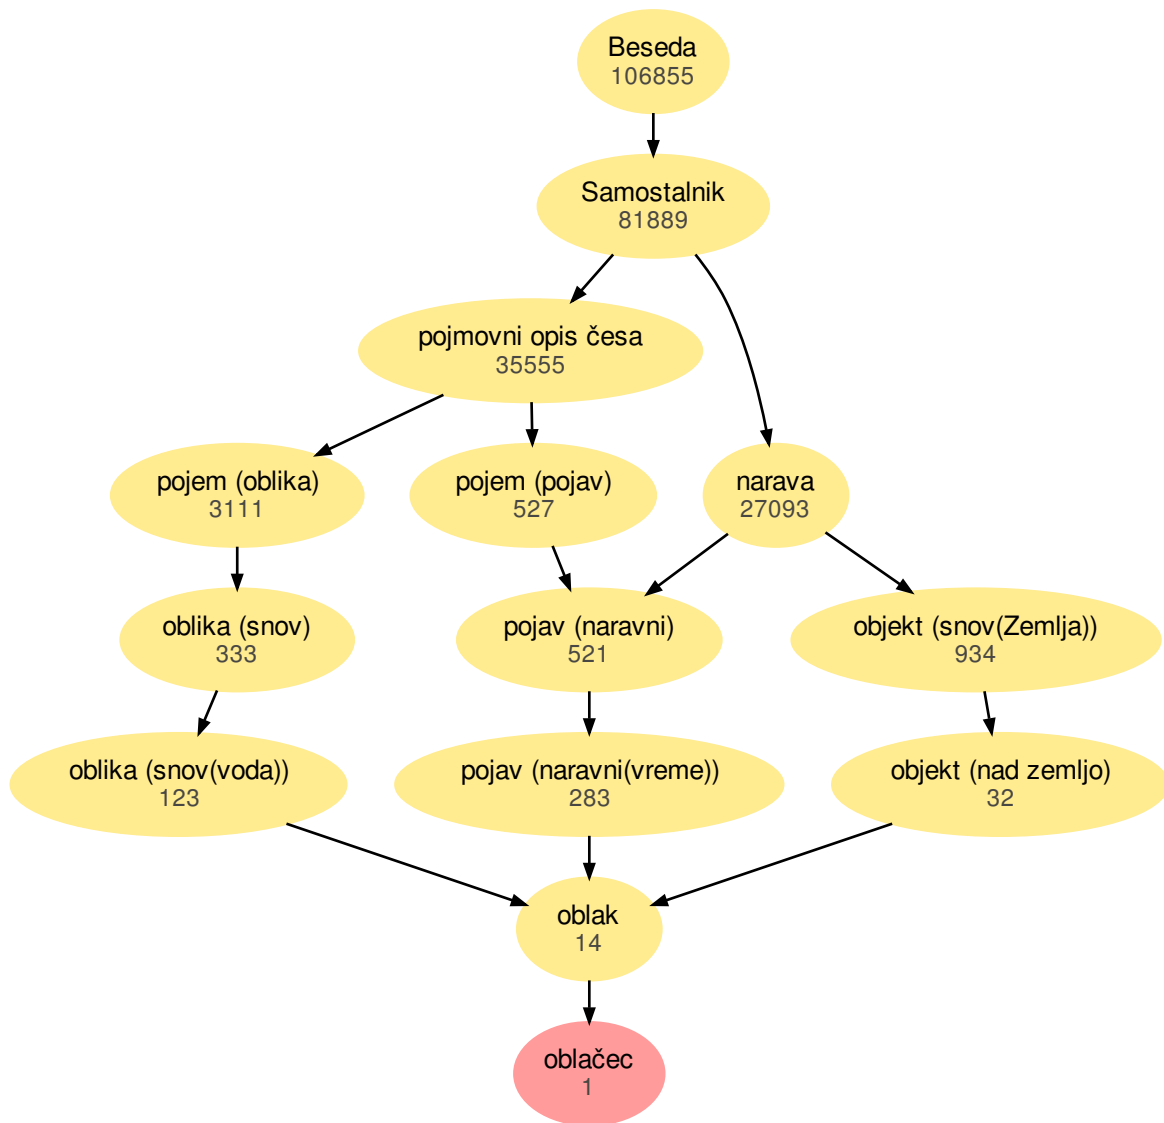 Beseda
106855
Samostalnik
81889
pojmovni opis česa
35555
pojem (oblika)
3111
pojem (pojav)
527
narava
27093
oblika (snov)
333
pojav (naravni)
521
objekt (snov(Zemlja))
934
oblika (snov(voda))
123
pojav (naravni(vreme))
283
objekt (nad zemljo)
32
oblak
14
oblačec
1